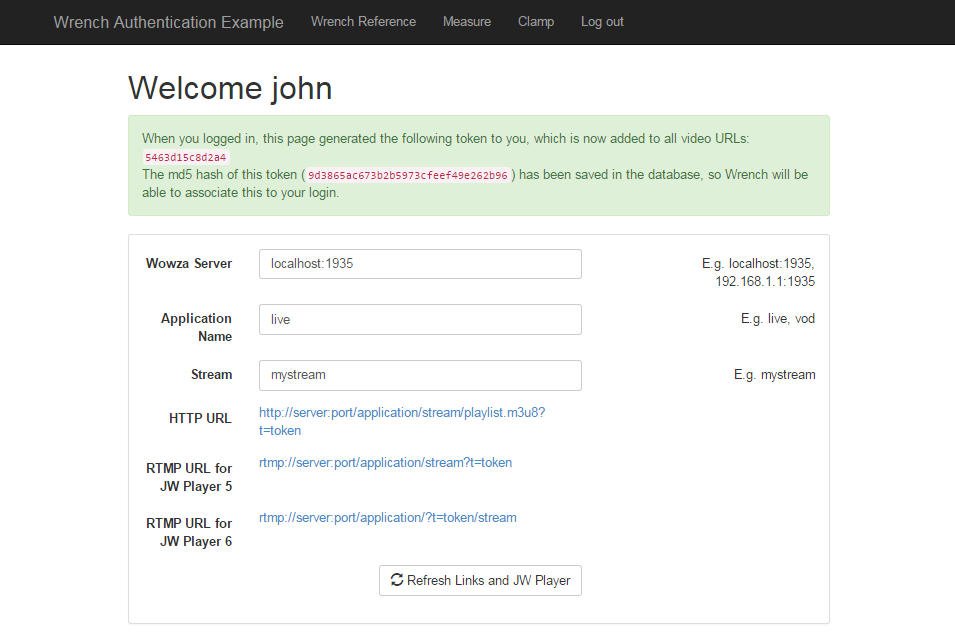 Wrench Authentication Example Wrench Reference Measure Clamp Log out
Welcome john
When you logged in, this page generated the following token to you, which is now added to all video URLs:
5463d15c8d2a4
The md5 hash of this token ( 9d3865ac673b2b5973cfeef49e262b96 ) has been saved in the database, so Wrench will be
able to associate this to your login.
Wowza Server localhost:1935 E.g. localhost:1935,
192.168.1.1:1935
Application live E.g. live, vod
Name
Stream mystream E.g. mystream
HTTP URL http://server:port/application/stream/playlist.m3u8?
t=token
RTMP URL for rtmp://server:port/application/stream?t=token
JW Player 5
RTMP URL for rtmp://server:port/application/?t=token/stream
JW Player 6
Refresh Links and JW Player